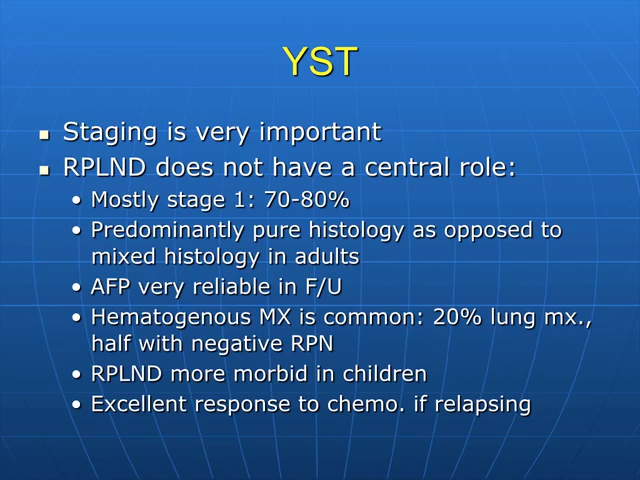 YST
Staging is very important
RPLND does not have a central role:
• Mostly stage 1: 70-80%
• Predominantly pure histology as opposed to
mixed histology in adults
• AFP very reliable in F/U
• Hematogenous MX is common: 20% lung mx.,
half with negative RPN
• RPLND more morbid in children
• Excellent response to chemo. if relapsing